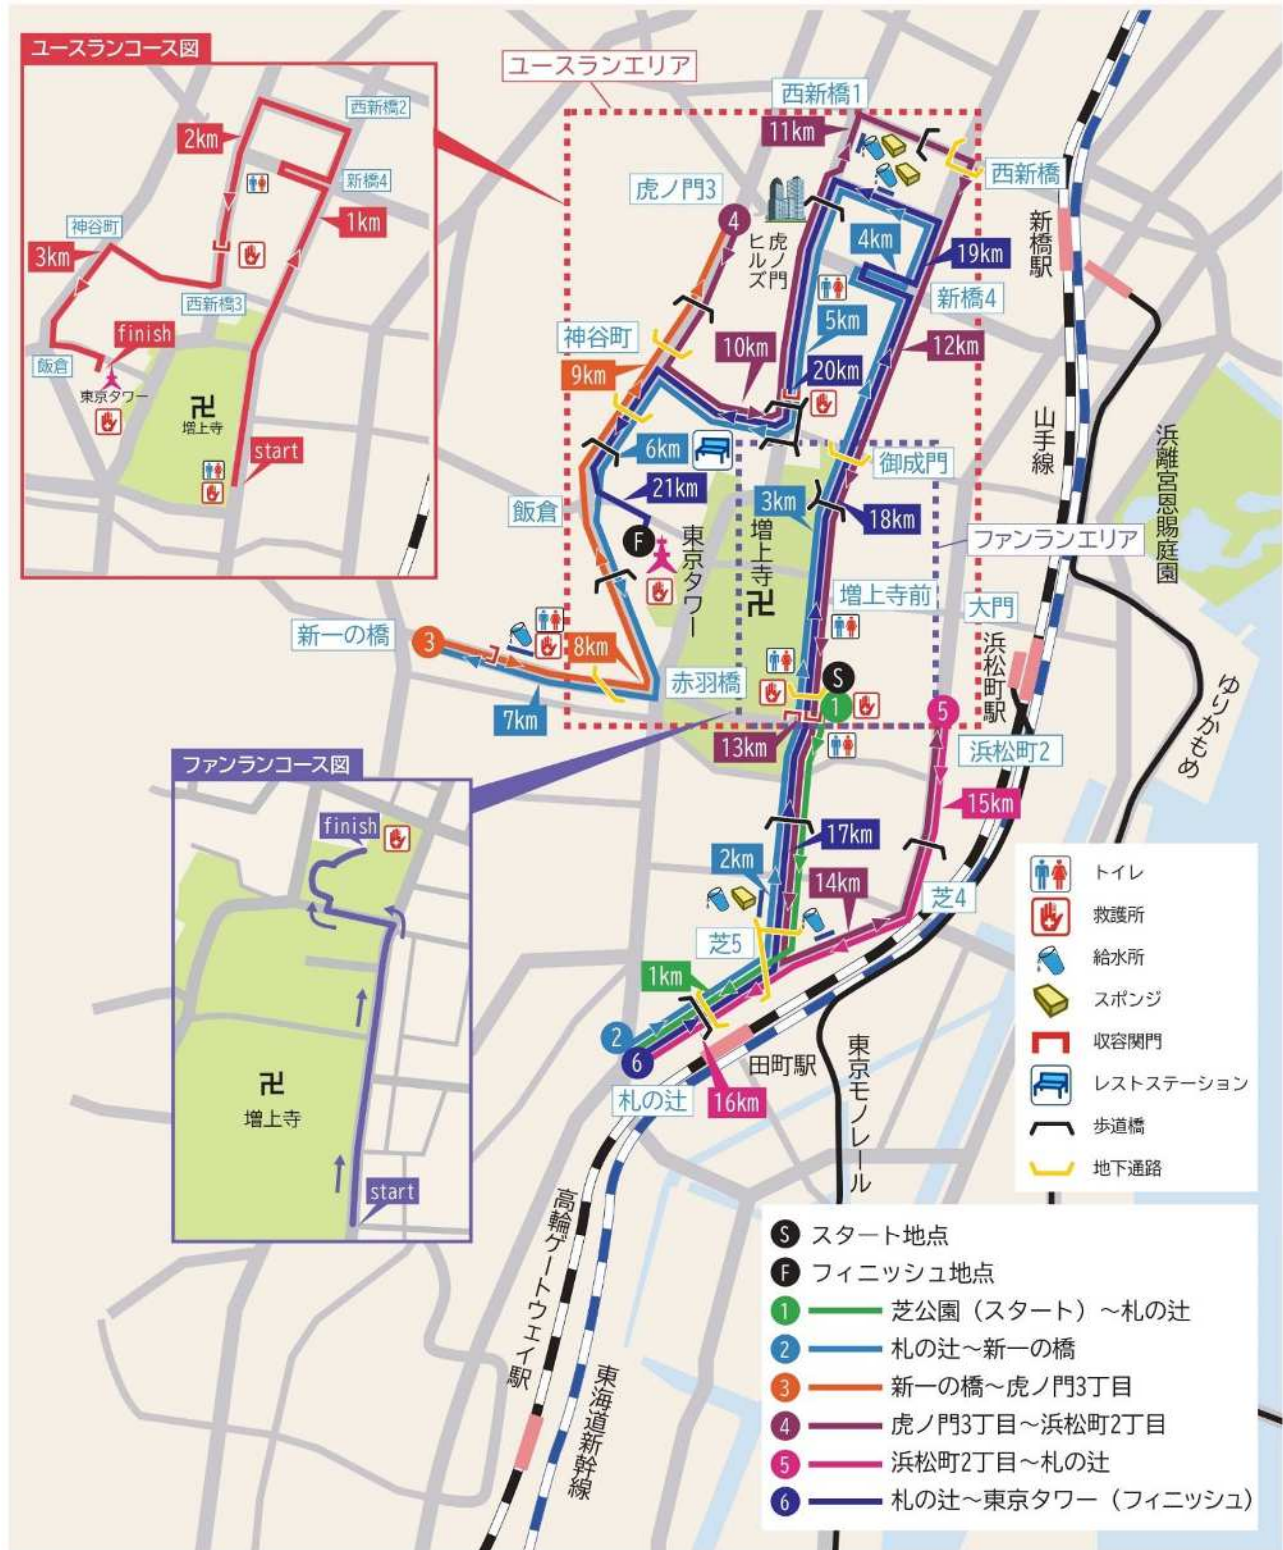 ユースランコース図
西新橋2
2km
新橋4
1km
神谷町
3km
西新橋3
finish
飯倉
東京タワー
卍
増上寺
start
ユースランエリア
西新橋1
11km
西新橋
虎ノ門3
4
虎ノ門
ヒルズ
新橋駅
4km
19km
新橋4
5km
神谷町
10km
12km
9km
20km
山手線
浜離宮恩賜庭園
6km
御成門
21km
3km
18km
飯倉
F
東京タワー
増上寺
卍
ファンランエリア
増上寺前
大門
新一の橋
3
8km
浜松町駅
ゆりかもめ
赤羽橋
S
1
5
7km
13km
浜松町2
15km
17km
2km
14km
芝4
芝5
1km
2
6
田町駅
札の辻
16km
東京モノレール
高輪ゲートウェイ駅
東海道新幹線
ファンランコース図
finish
卍
増上寺
start
トイレ
救護所
給水所
スポンジ
収容関門
レストステーション
歩道橋
地下通路
S スタート地点
F フィニッシュ地点
1 芝公園（スタート）～札の辻
2 札の辻～新一の橋
3 新一の橋～虎ノ門3丁目
4 虎ノ門3丁目～浜松町2丁目
5 浜松町2丁目～札の辻
6 札の辻～東京タワー（フィニッシュ）